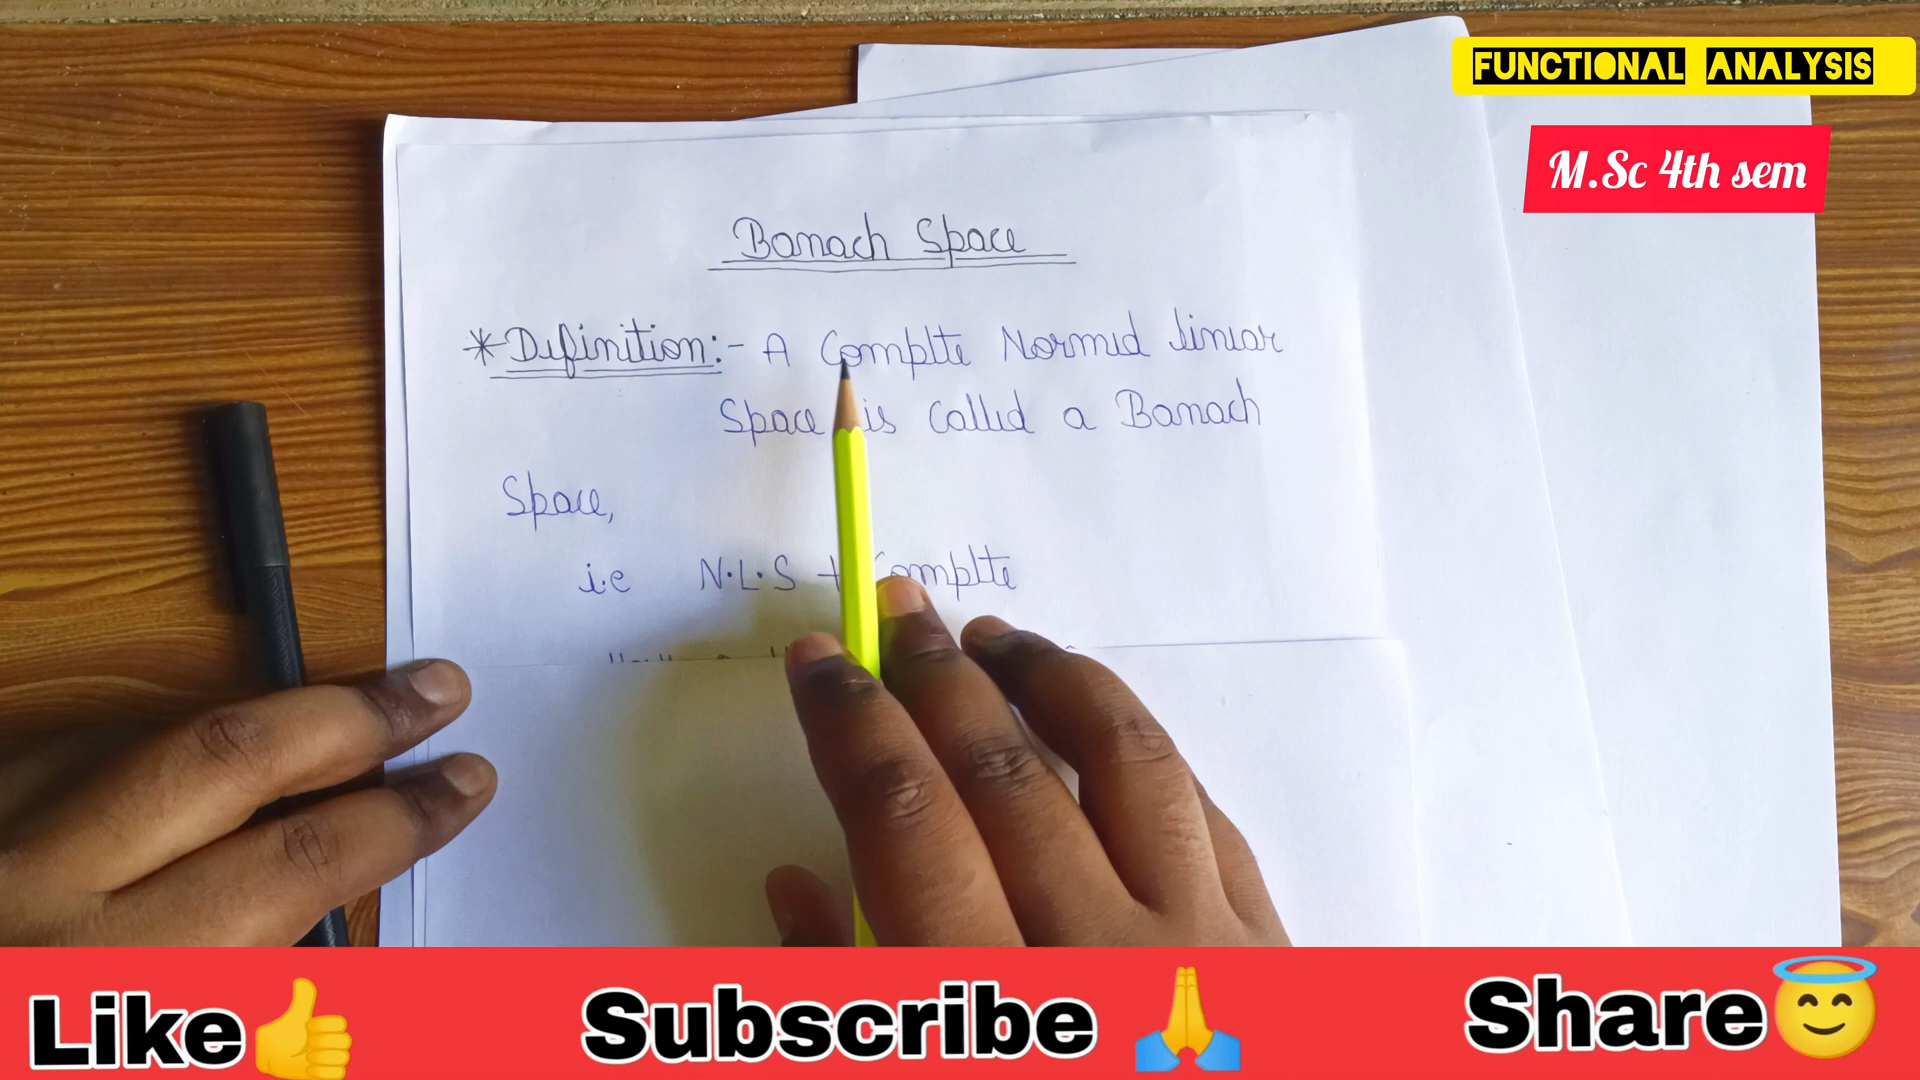 FUNCTIONAL ANALYSIS
M.Sc 4th sem
Banach Space
* Definition:- A Complete Normed linear
Space is Called a Banach
Space,
i.e N.L.S + Complete
Like👍 Subscribe🙏 Share😇